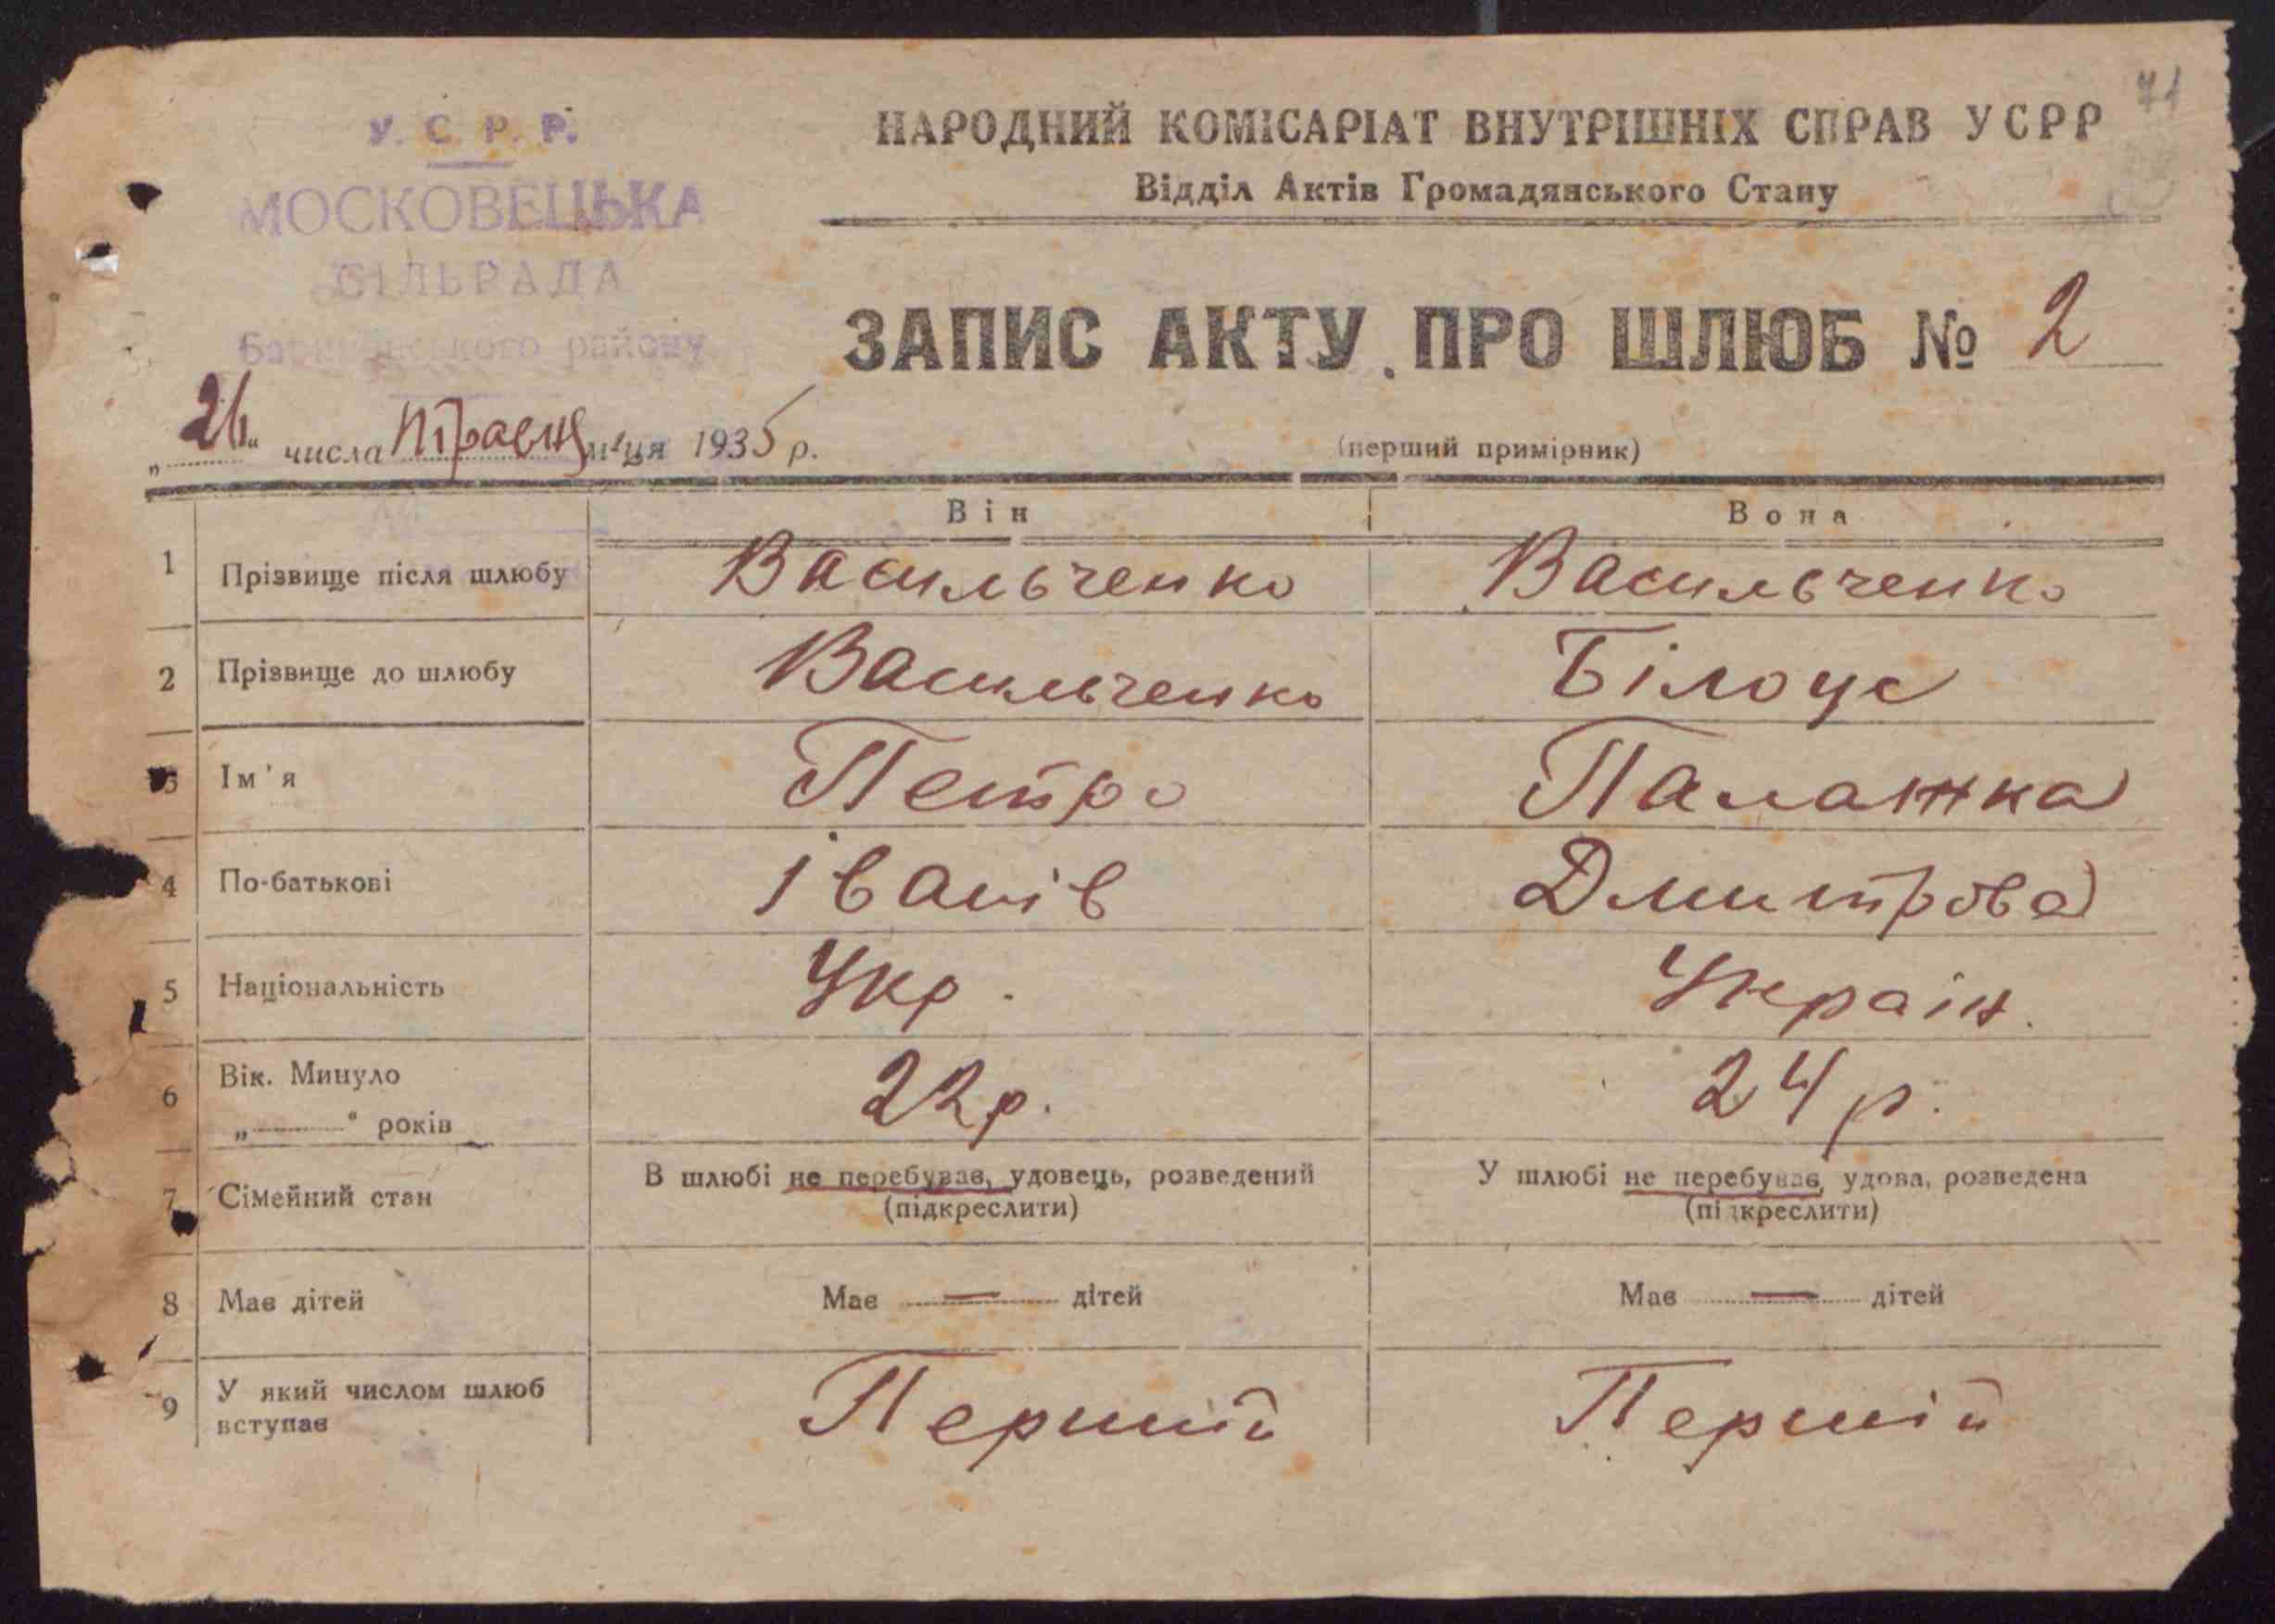 71
У. С. Р. Р.
МОСКОВЕЦЬКА
СІЛЬРАДА
району
НАРОДНИЙ КОМІСАРІАТ ВНУТРІШНІХ СПРАВ УСРР
Відділ Актів Громадянського Стану
ЗАПИС АКТУ ПРО ШЛЮБ № 2
„26“ числа Травня м-ця 1935 р.
(перший примірник)
Він Вона
1 Прізвище після шлюбу Васильченко Васильченко
2 Прізвище до шлюбу Васильченко Білоус
3 Ім'я Петро Палажка
4 По-батькові Іванів Дмитрова
5 Національність Укр. Україн.
6 Вік. Минуло
„ “ років 22 р. 24 р.
7 Сімейний стан В шлюбі не перебував, удовець, розведений У шлюбі не перебував, удова, розведена
(підкреслити) (підкреслити)
8 Має дітей Має — дітей Має — дітей
9 У який числом шлюб
вступає Перший Першій